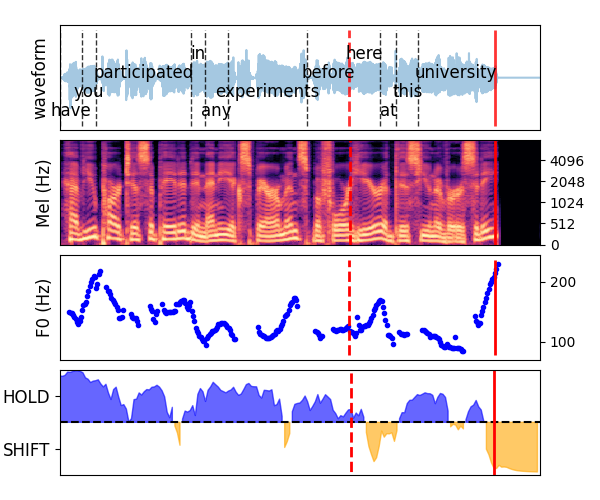 waveform
in
here
participated
before
university
you
experiments
this
have
any
at
Mel (Hz)
4096
2048
1024
512
0
F0 (Hz)
200
100
HOLD
SHIFT